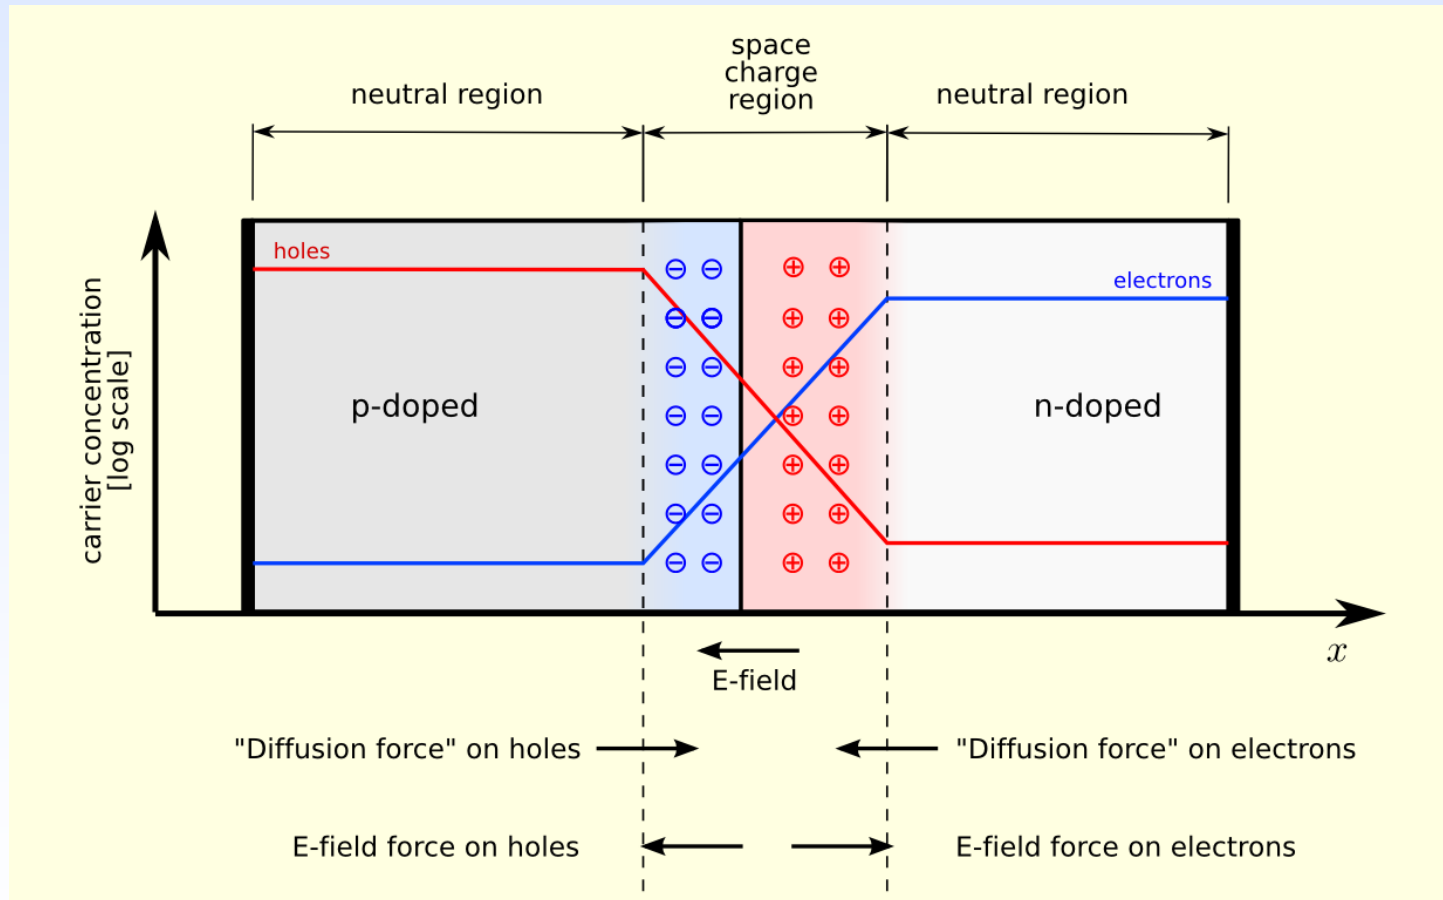 space
charge
region
neutral region
neutral region
holes
electrons
carrier concentration
[log scale]
p-doped
n-doped
x
E-field
"Diffusion force" on holes
"Diffusion force" on electrons
E-field force on holes
E-field force on electrons